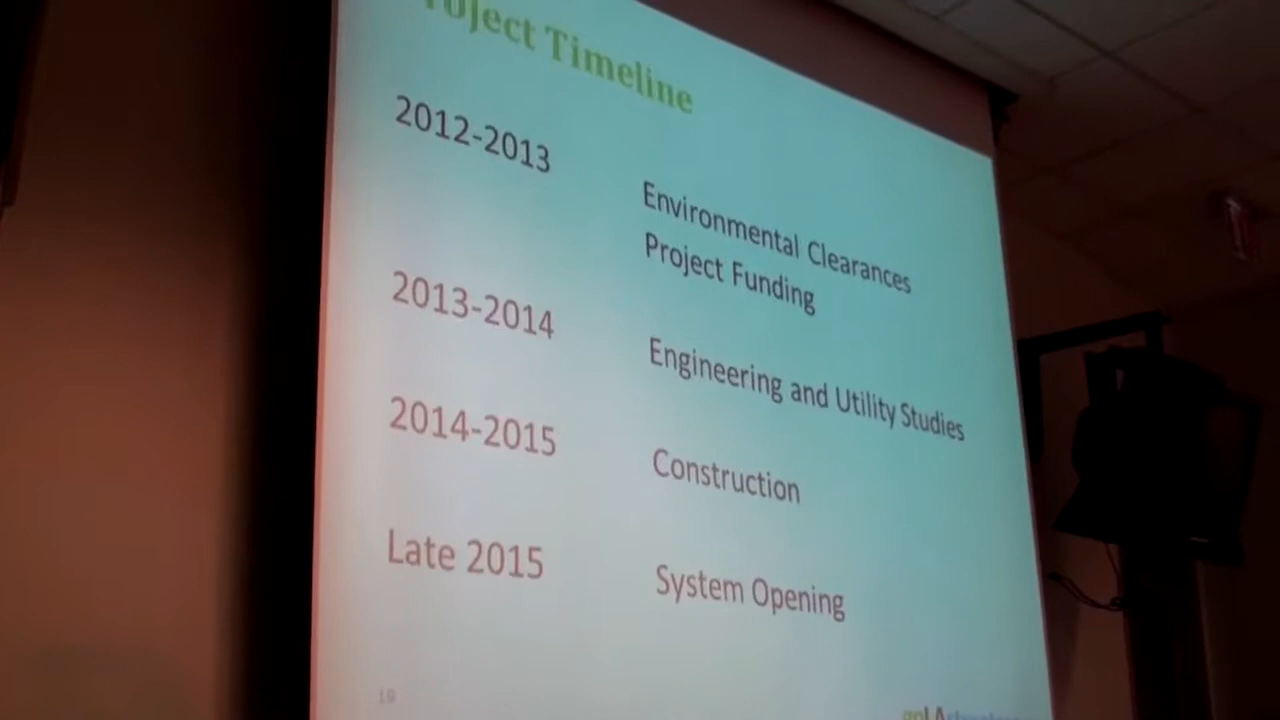 Project Timeline
2012-2013
Environmental Clearances
Project Funding
2013-2014
Engineering and Utility Studies
2014-2015
Construction
Late 2015
System Opening
19